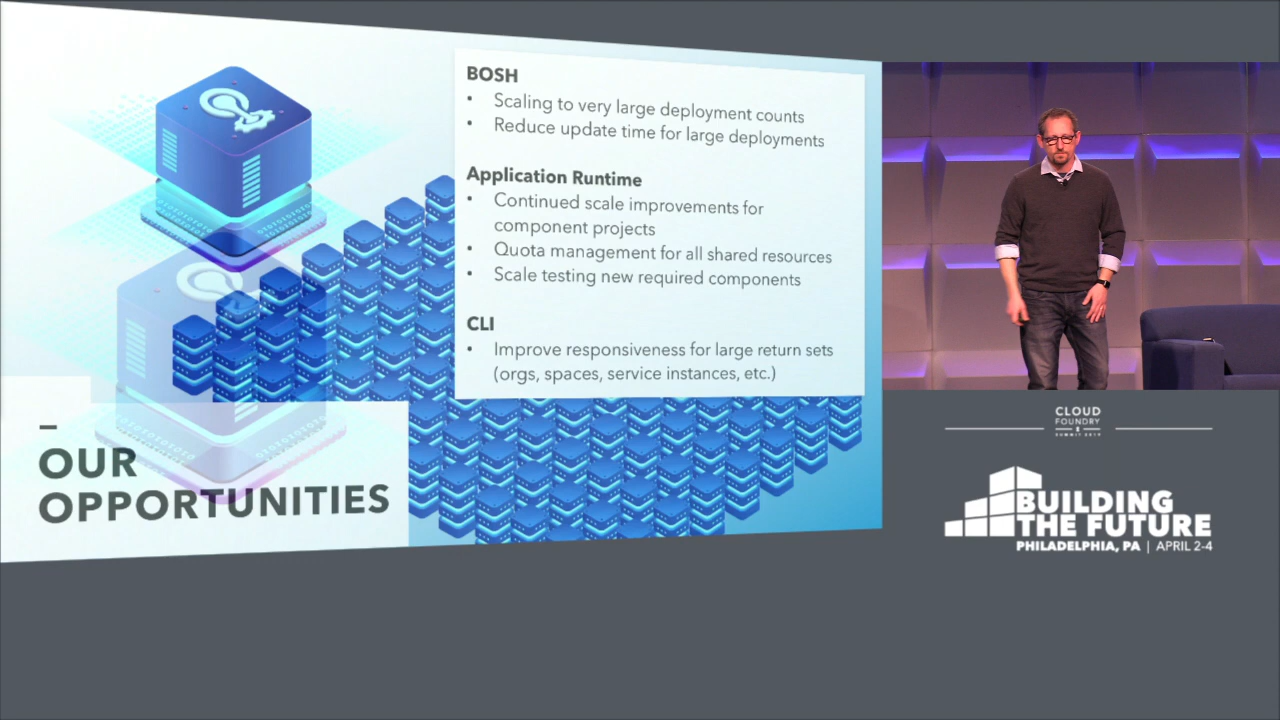 BOSH
• Scaling to very large deployment counts
• Reduce update time for large deployments
Application Runtime
• Continued scale improvements for
component projects
• Quota management for all shared resources
• Scale testing new required components
CLI
• Improve responsiveness for large return sets
(orgs, spaces, service instances, etc.)
OUR
OPPORTUNITIES
CLOUD
FOUNDRY
SUMMIT 2019
BUILDING
THE FUTURE
PHILADELPHIA, PA | APRIL 2-4